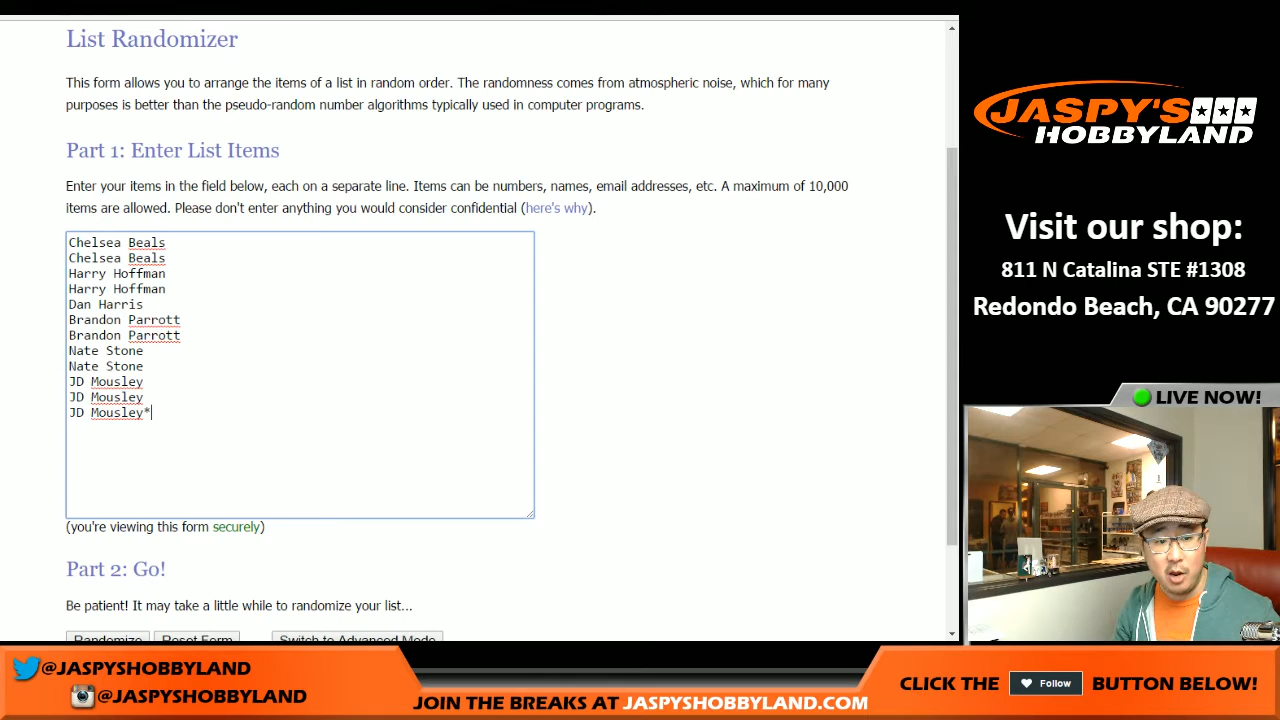 List Randomizer
This form allows you to arrange the items of a list in random order. The randomness comes from atmospheric noise, which for many
purposes is better than the pseudo-random number algorithms typically used in computer programs.
Part 1: Enter List Items
Enter your items in the field below, each on a separate line. Items can be numbers, names, email addresses, etc. A maximum of 10,000
items are allowed. Please don't enter anything you would consider confidential (here's why).
Chelsea Beals
Chelsea Beals
Harry Hoffman
Harry Hoffman
Dan Harris
Brandon Parrott
Brandon Parrott
Nate Stone
Nate Stone
JD Mousley
JD Mousley
JD Mousley*
(you're viewing this form securely)
Part 2: Go!
Be patient! It may take a little while to randomize your list...
Randomize Reset Form Switch to Advanced Mode
JASPY'S
HOBBYLAND
Visit our shop:
811 N Catalina STE #1308
Redondo Beach, CA 90277
LIVE NOW!
@JASPYSHOBBYLAND
@JASPYSHOBBYLAND
JOIN THE BREAKS AT JASPYSHOBBYLAND.COM
CLICK THE Follow BUTTON BELOW!